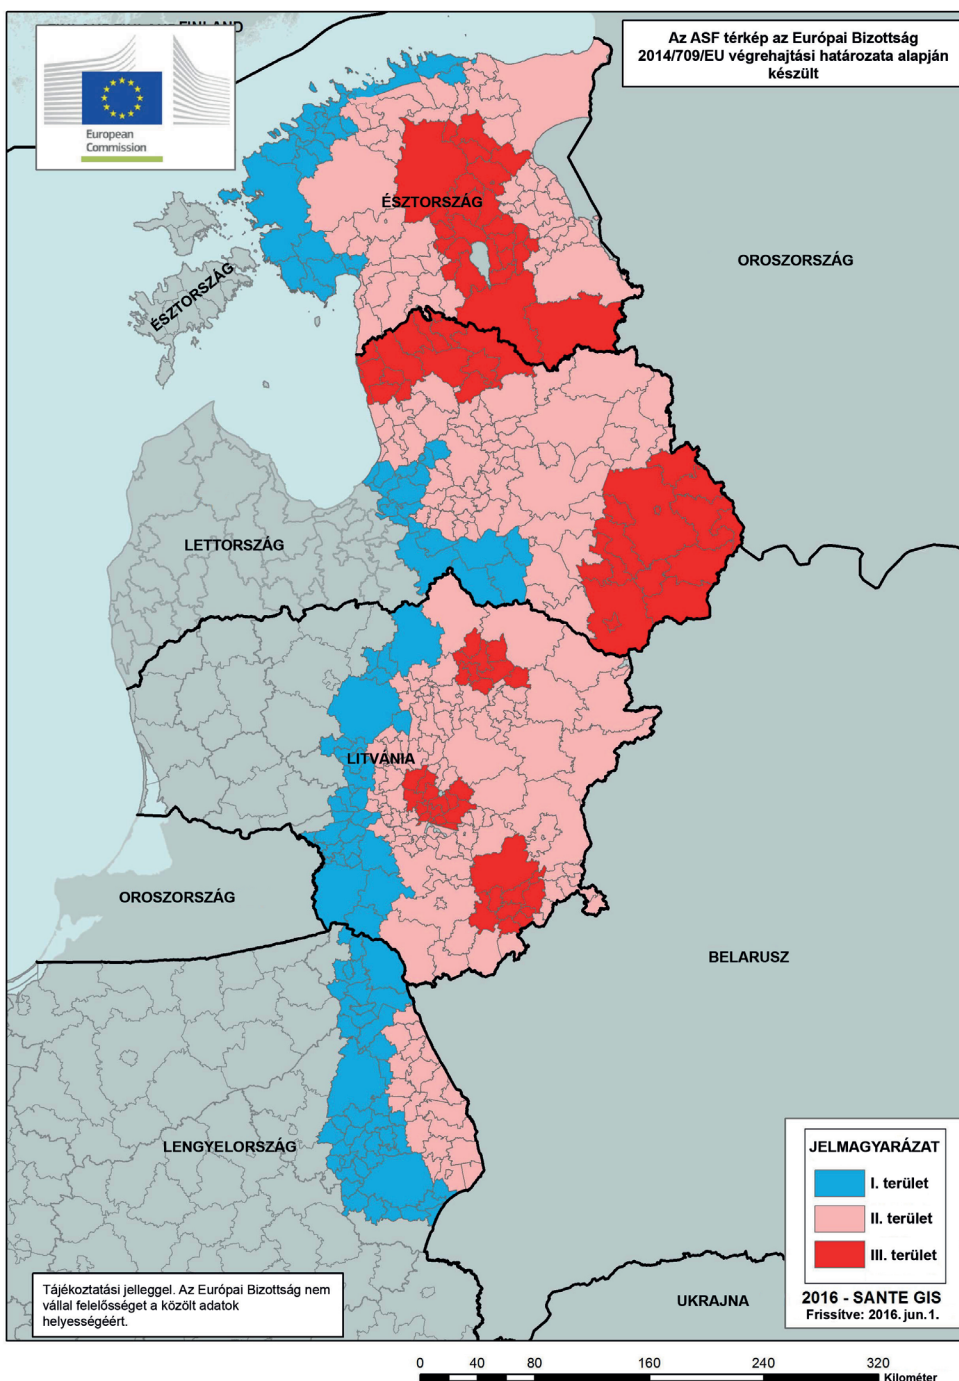 FINLAND
European
Commission
Az ASF térkép az Európai Bizottság
2014/709/EU végrehajtási határozata alapján
készült
ÉSZTORSZÁG
OROSZORSZÁG
ÉSZTORSZÁG
LETTORSZÁG
LITVÁNIA
OROSZORSZÁG
BELARUSZ
LENGYELORSZÁG
JELMAGYARÁZAT
I. terület
II. terület
III. terület
2016 - SANTE GIS
Frissítve: 2016. jun. 1.
Tájékoztatási jelleggel. Az Európai Bizottság nem
vállal felelősséget a közölt adatok
helyességéért.
UKRAJNA
0 40 80 160 240 320
Kilométer